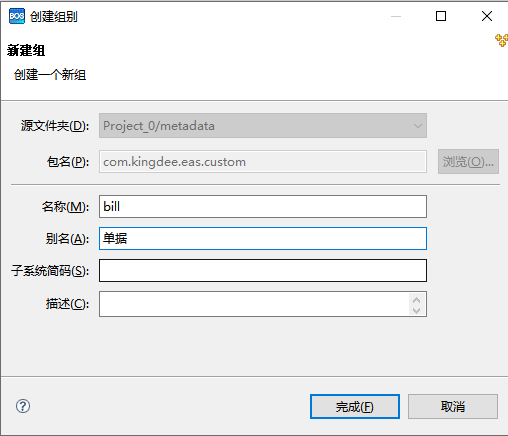 BOS 创建组别
新建组
创建一个新组
源文件夹(D): Project_0/metadata
包名(P): com.kingdee.eas.custom 浏览(O)...
名称(M): bill
别名(A): 单据
子系统简码(S):
描述(C):
? 完成(F) 取消